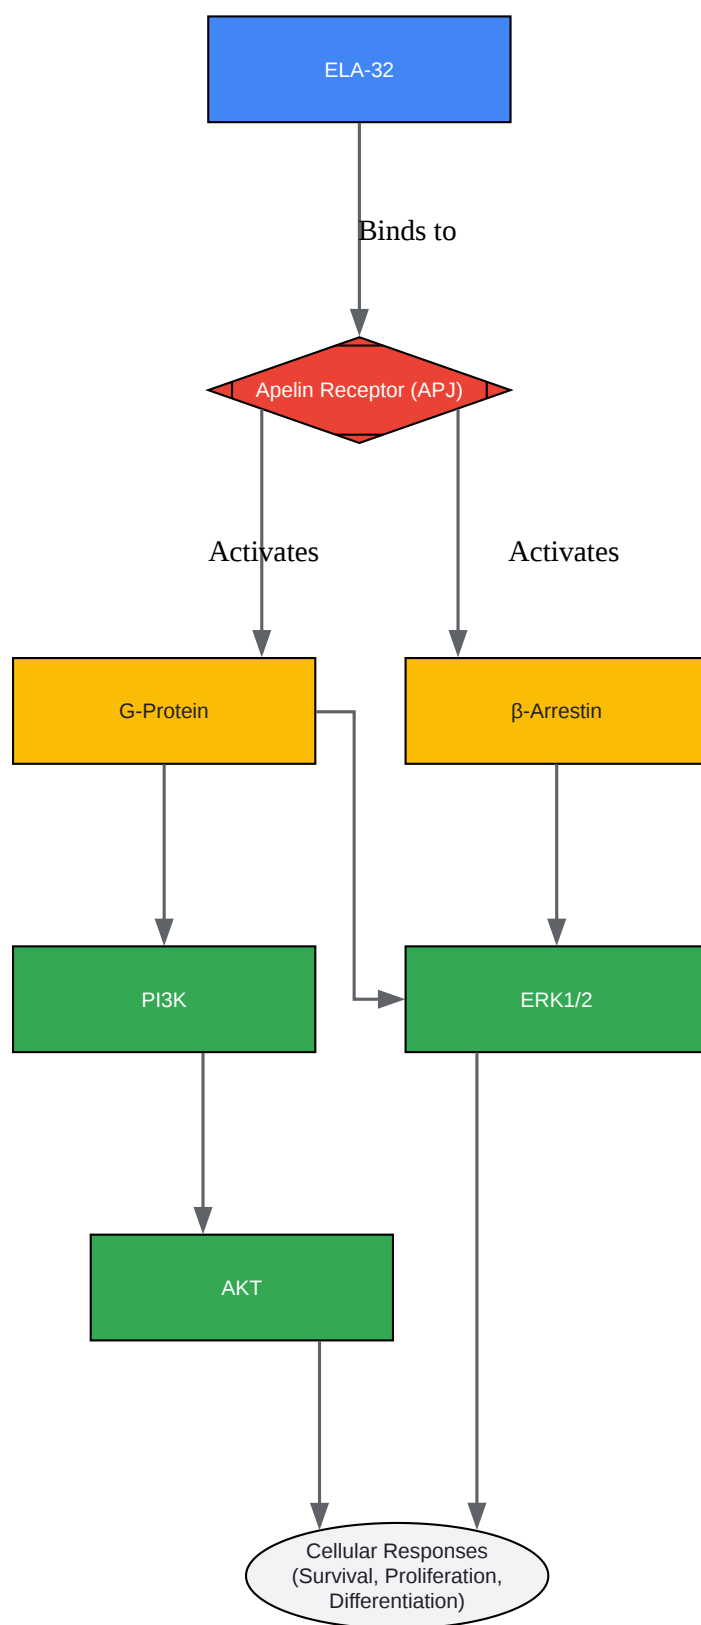 ELA-32
Binds to
Apelin Receptor (APJ)
Activates
Activates
G-Protein
β-Arrestin
PI3K
ERK1/2
AKT
Cellular Responses
(Survival, Proliferation,
Differentiation)